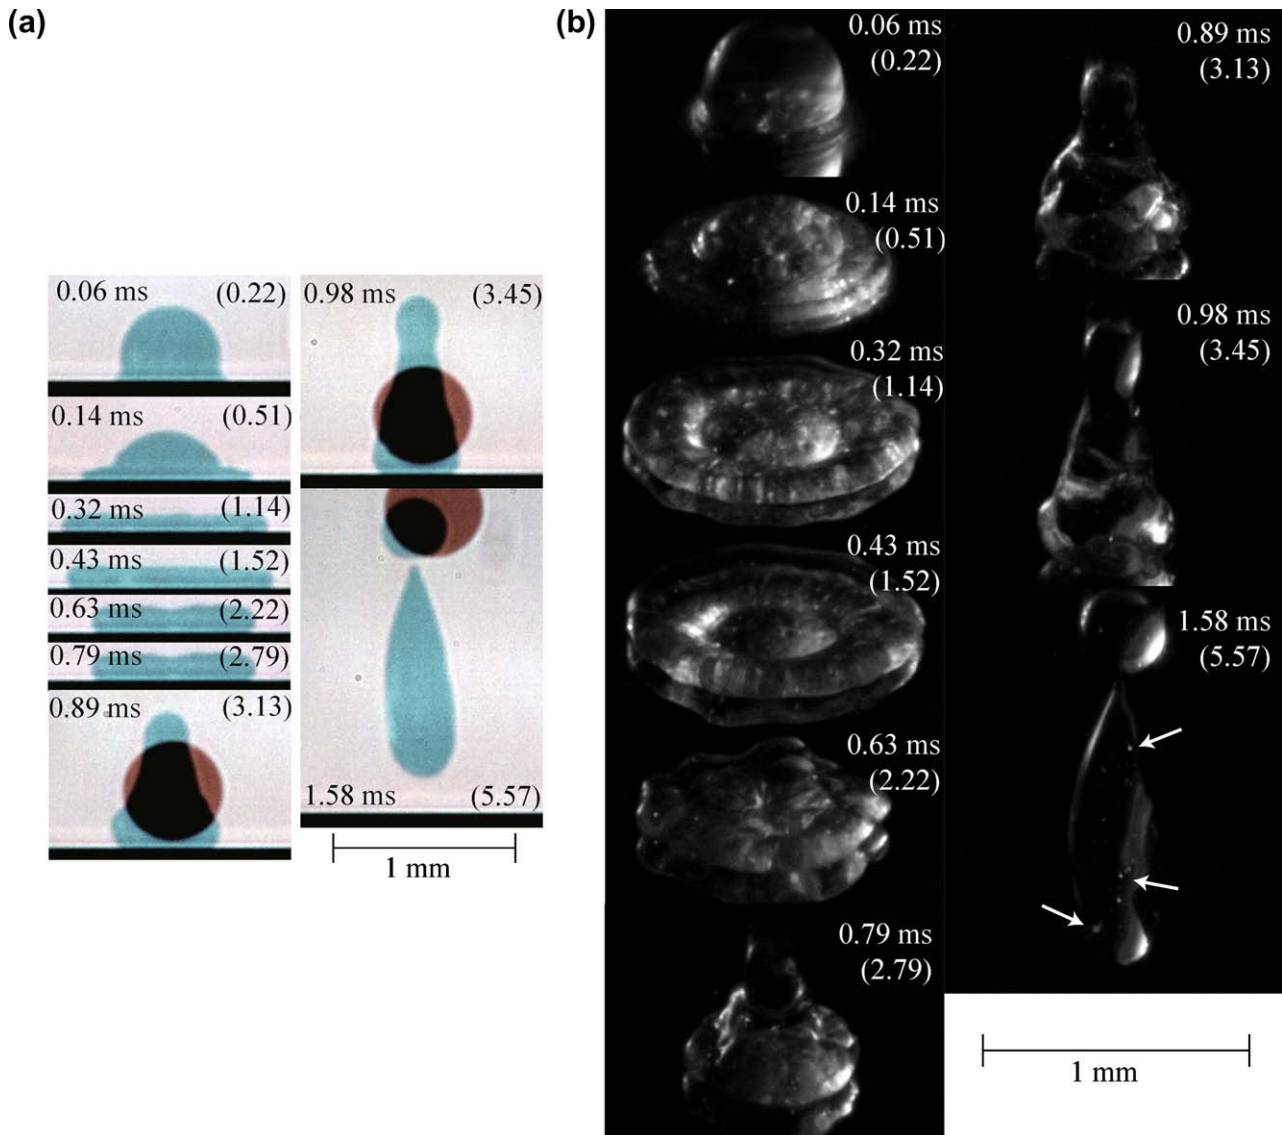 (a)
0.06 ms (0.22)
0.14 ms (0.51)
0.32 ms (1.14)
0.43 ms (1.52)
0.63 ms (2.22)
0.79 ms (2.79)
0.89 ms (3.13)
0.98 ms (3.45)
1.58 ms (5.57)
1 mm
(b)
0.06 ms
(0.22)
0.14 ms
(0.51)
0.32 ms
(1.14)
0.43 ms
(1.52)
0.63 ms
(2.22)
0.79 ms
(2.79)
0.89 ms
(3.13)
0.98 ms
(3.45)
1.58 ms
(5.57)
1 mm